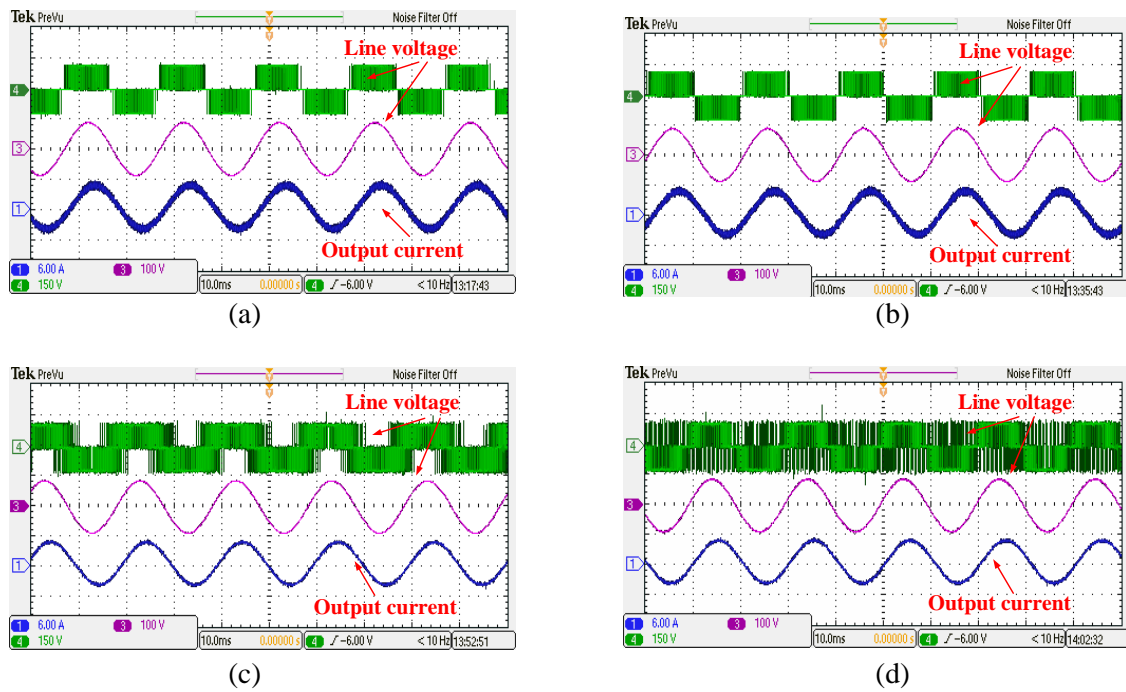 Tek PreVu
Noise Filter Off
Line voltage
4
3
1
Output current
1 6.00 A 3 100 V
4 150 V
10.0ms 0.00000 s 4 ∫ −6.00 V < 10 Hz 13:17:43
(a)
Tek PreVu
Noise Filter Off
Line voltage
4
3
1
Output current
1 6.00 A 3 100 V
4 150 V
10.0ms 0.00000 s 4 ∫ −6.00 V < 10 Hz 13:35:43
(b)
Tek PreVu
Noise Filter Off
Line voltage
4
3
1
Output current
1 6.00 A 3 100 V
4 150 V
10.0ms 0.00000 s 4 ∫ −6.00 V < 10 Hz 13:52:51
(c)
Tek PreVu
Noise Filter Off
Line voltage
4
3
1
Output current
1 6.00 A 3 100 V
4 150 V
10.0ms 0.00000 s 4 ∫ −6.00 V < 10 Hz 14:02:32
(d)